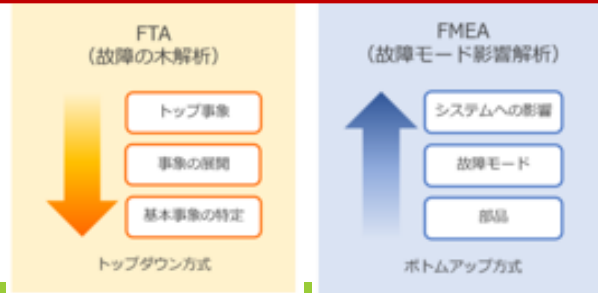 FTA
（故障の木解析）
トップ事象
事象の展開
基本事象の特定
トップダウン方式
FMEA
（故障モード影響解析）
システムへの影響
故障モード
部品
ボトムアップ方式